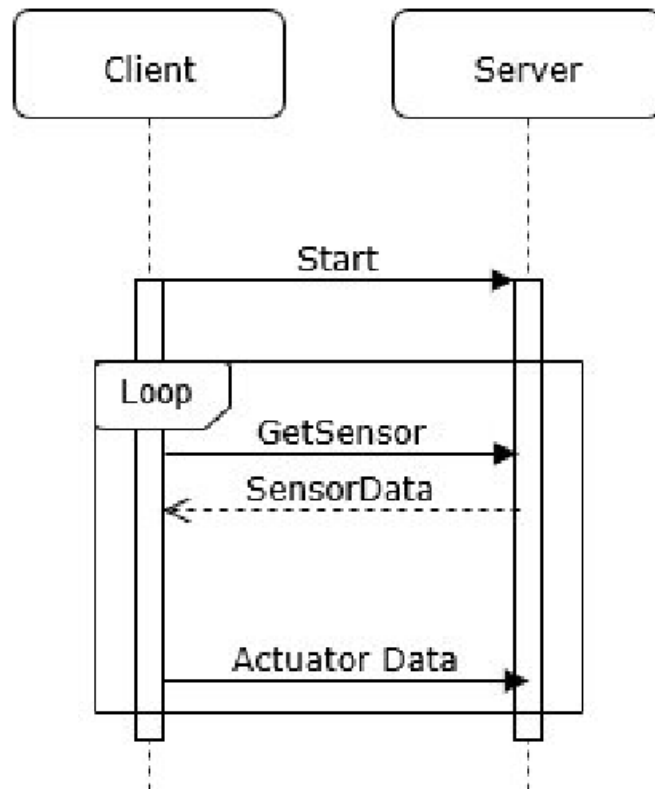 Client
Server
Start
Loop
GetSensor
SensorData
Actuator Data